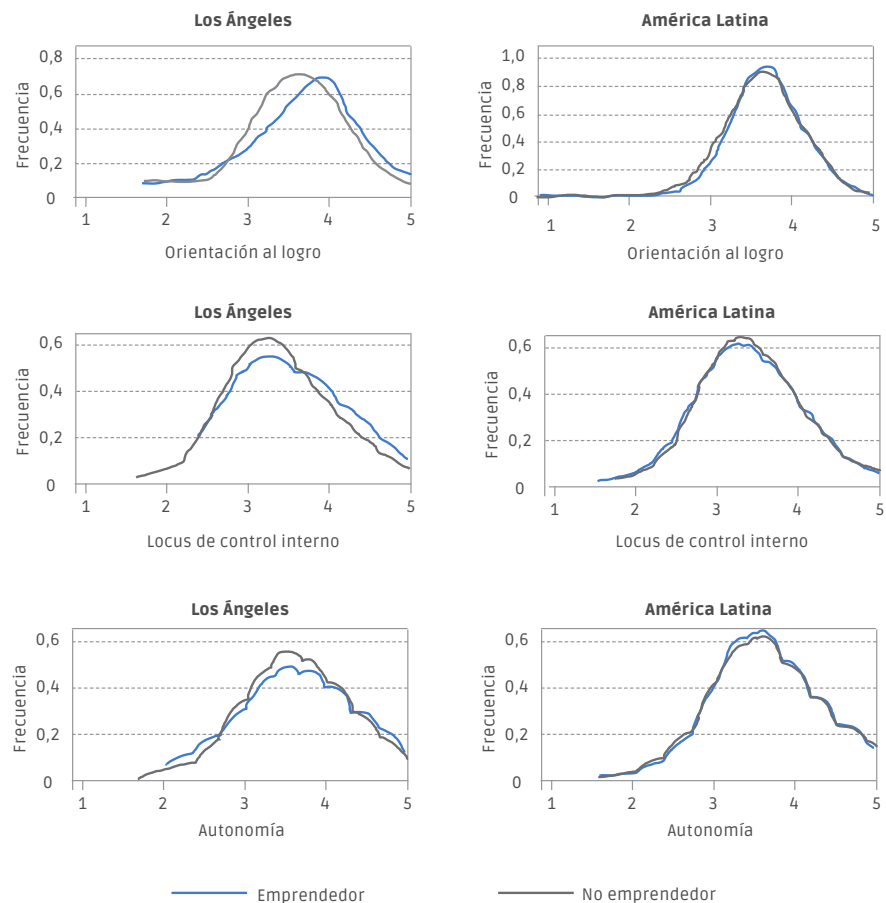 Los Ángeles
0,8
0,6
0,4
0,2
0
Frecuencia
1 2 3 4 5
Orientación al logro
América Latina
1,0
0,8
0,6
0,4
0,2
0
Frecuencia
1 2 3 4 5
Orientación al logro
Los Ángeles
0,6
0,4
0,2
0
Frecuencia
1 2 3 4 5
Locus de control interno
América Latina
0,6
0,4
0,2
0
Frecuencia
1 2 3 4 5
Locus de control interno
Los Ángeles
0,6
0,4
0,2
0
Frecuencia
1 2 3 4 5
Autonomía
América Latina
0,6
0,4
0,2
0
Frecuencia
1 2 3 4 5
Autonomía
Emprendedor
No emprendedor